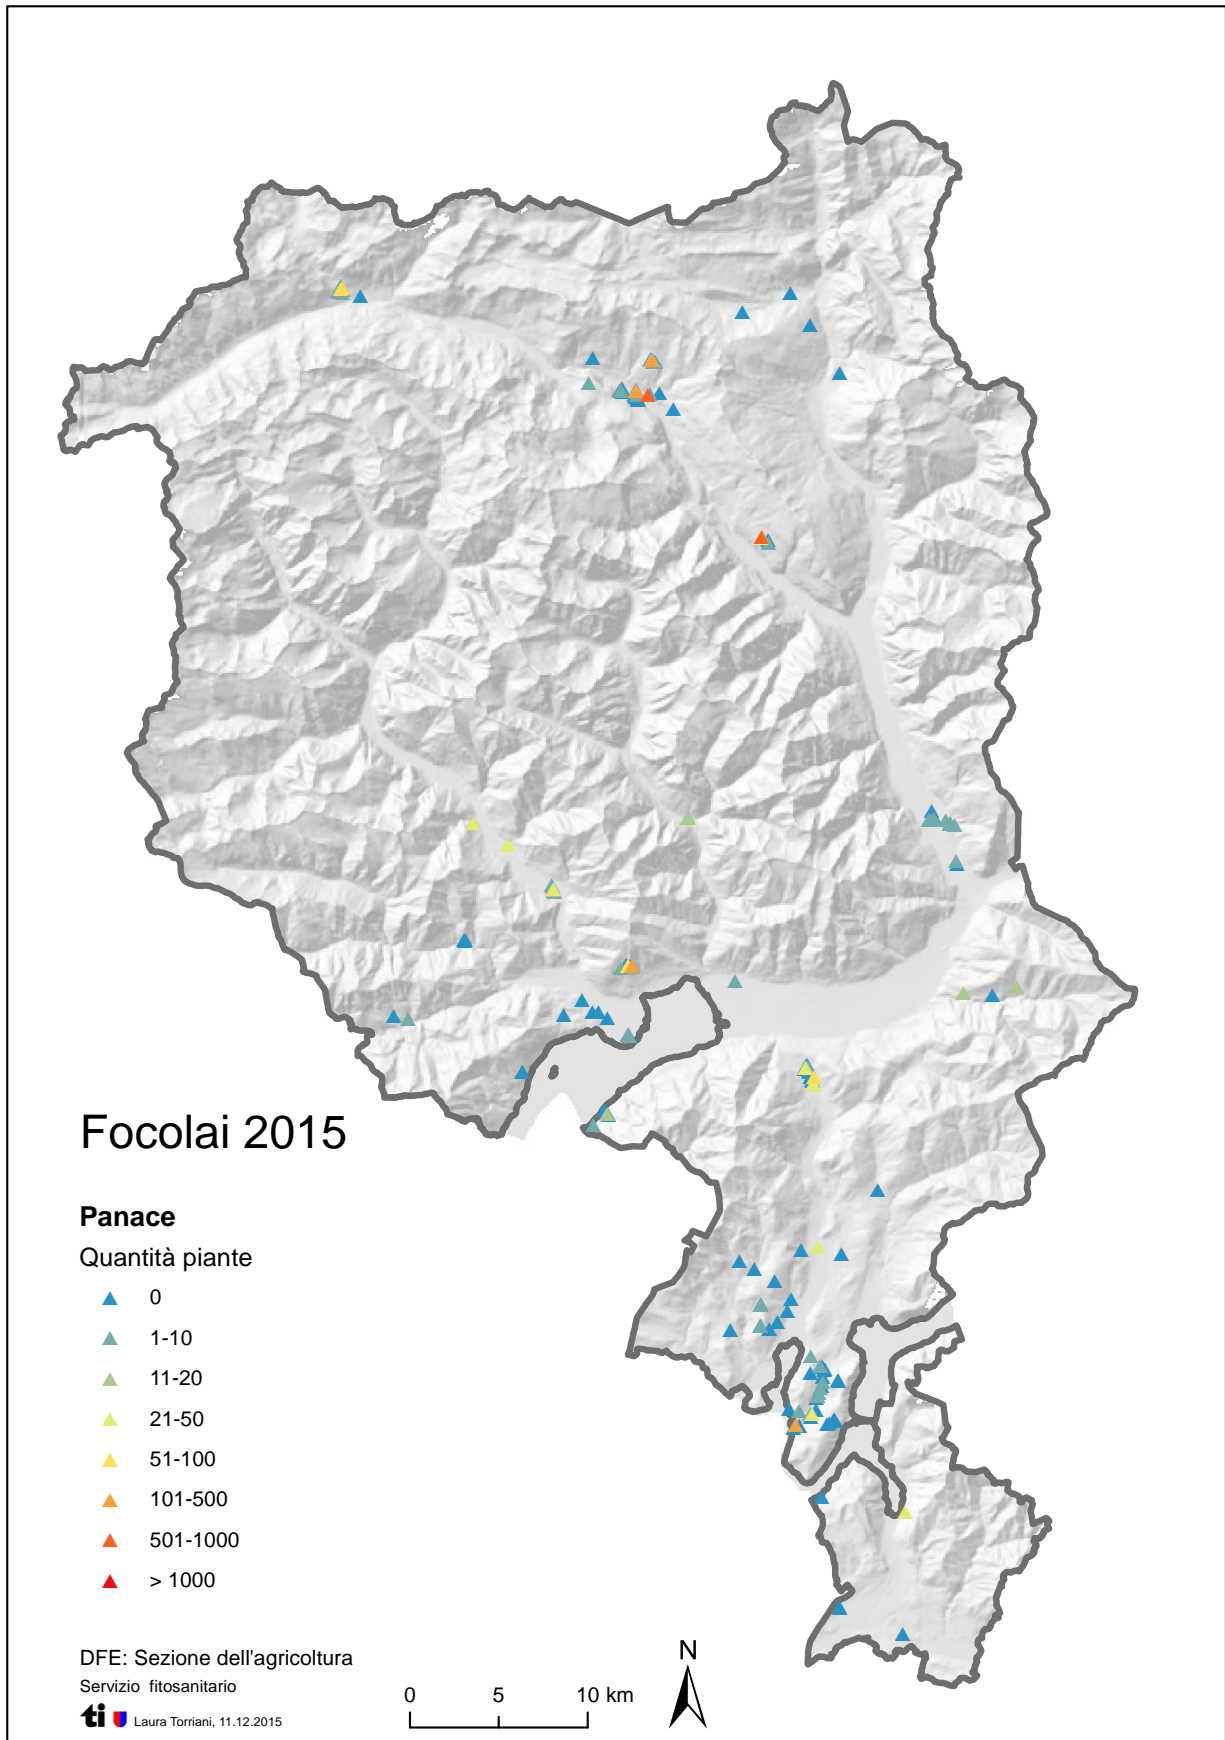 Focolai 2015
Panace
Quantità piante
0
1-10
11-20
21-50
51-100
101-500
501-1000
> 1000
DFE: Sezione dell'agricoltura
Servizio fitosanitario
ti Laura Torriani, 11.12.2015
0 5 10 km
N